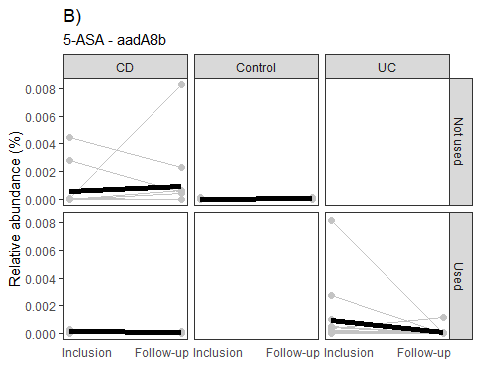 B)
5-ASA - aadA8b
CD Control UC
Relative abundance (%)
0.008
0.006
0.004
0.002
0.000
Not used
0.008
0.006
0.004
0.002
0.000
Used
Inclusion Follow-up Inclusion Follow-up Inclusion Follow-up